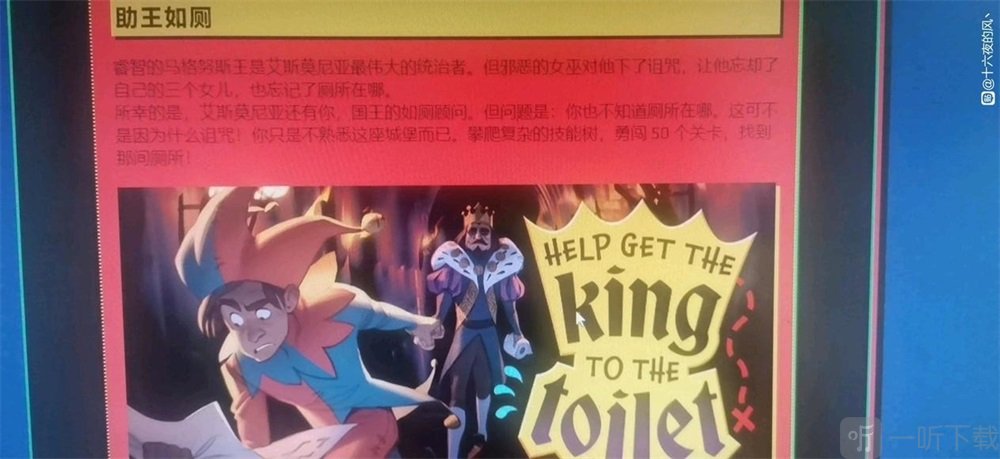 助王如厕
睿智的马格努斯王是艾斯莫尼亚最伟大的统治者。但邪恶的女巫对他下了诅咒，让他忘却了
自己的三个女儿，也忘记了厕所在哪。
所幸的是，艾斯莫尼亚还有你，国王的如厕顾问。但问题是：你也不知道厕所在哪。这可不
是因为什么诅咒！你只是不熟悉这座城堡而已。攀爬复杂的技能树，勇闯 50 个关卡，找到
那间厕所！
HELP GET THE
king
TO THE
toilet
贴 @十六夜的风丶
一听下载